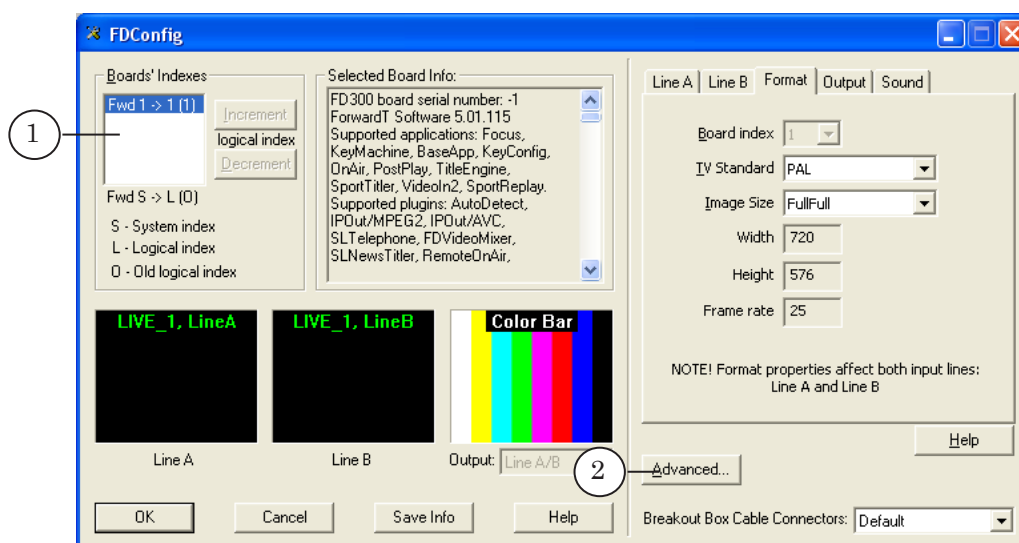 FDConfig
Boards' Indexes
Fwd 1 -> 1 (1)
Increment
logical index
Decrement
Fwd S -> L (O)
S - System index
L - Logical index
O - Old logical index
1
Selected Board Info:
FD300 board serial number: -1
ForwardT Software 5.01.115
Supported applications: Focus,
KeyMachine, BaseApp, KeyConfig,
OnAir, PostPlay, TitleEngine,
SportTitler, VideoIn2, SportReplay.
Supported plugins: AutoDetect,
IPOut/MPEG2, IPOut/AVC,
SLTelephone, FDVideoMixer,
SLNewsTitler, RemoteOnAir,
LIVE_1, LineA
LIVE_1, LineB
Color Bar
Line A
Line B
Output: Line A/B
OK
Cancel
Save Info
Help
Line A
Line B
Format
Output
Sound
Board index 1
TV Standard PAL
Image Size FullFull
Width 720
Height 576
Frame rate 25
NOTE! Format properties affect both input lines:
Line A and Line B
Help
2
Advanced...
Breakout Box Cable Connectors: Default